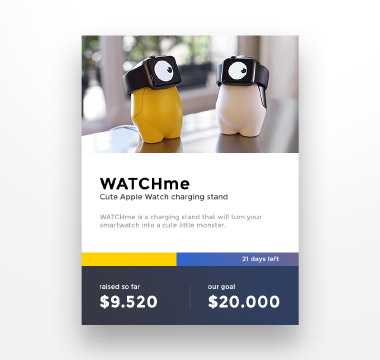 WATCHme
Cute Apple Watch charging stand
WATCHme is a charging stand that will turn your
smartwatch into a cute little monster.
21 days left
raised so far
our goal
$9.520
$20.000